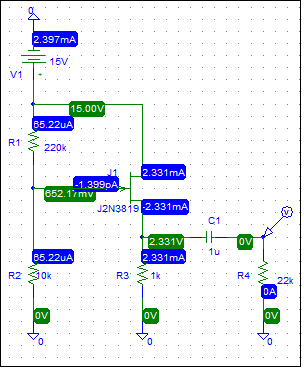 0
2.397mA
15V
V1
+
15.00V
65.22uA
R1
220k
J1
2.331mA
-1.399pA
652.17mV
J2N3819
-2.331mA
C1
V
2.331V
0V
1u
65.22uA
2.331mA
R2
10k
R3
1k
R4
22k
0A
0V
0V
0V
0
0
0